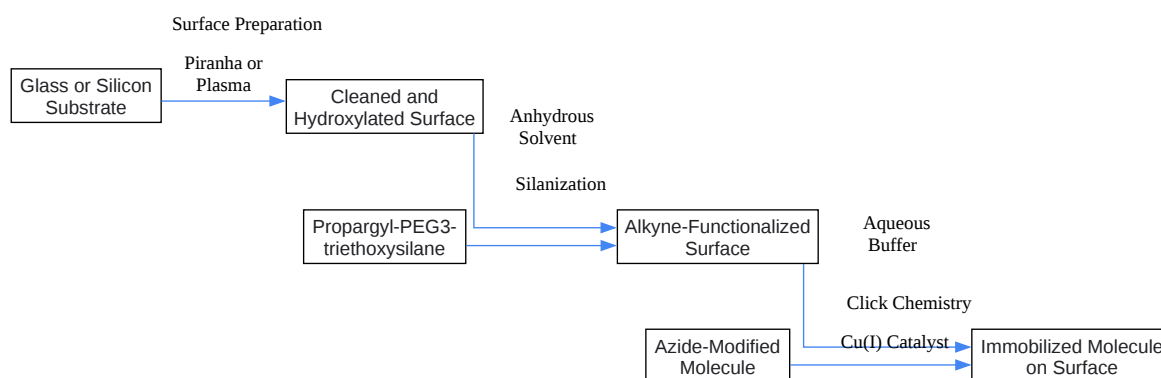 Surface Preparation
Piranha or
Plasma
Glass or Silicon
Substrate
Cleaned and
Hydroxylated Surface
Anhydrous
Solvent
Silanization
Propargyl-PEG3-
triethoxysilane
Alkyne-Functionalized
Surface
Aqueous
Buffer
Click Chemistry
Cu(I) Catalyst
Azide-Modified
Molecule
Immobilized Molecule
on Surface